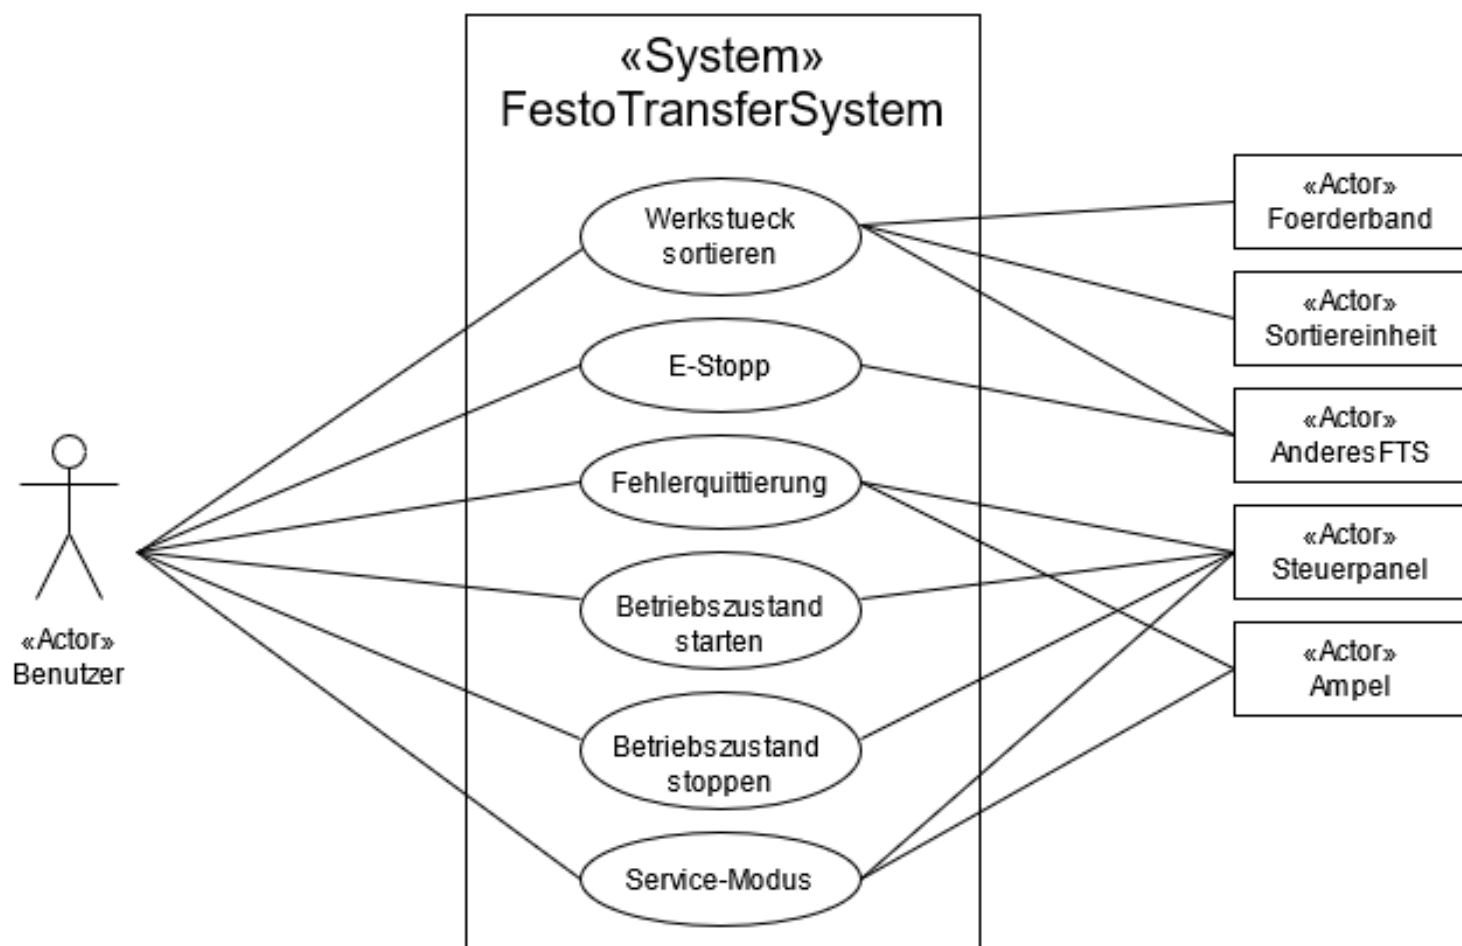 «System»
FestoTransferSystem
Werkstueck
sortieren
E-Stopp
Fehlerquittierung
Betriebszustand
starten
Betriebszustand
stoppen
Service-Modus
«Actor»
Benutzer
«Actor»
Foerderband
«Actor»
Sortiereinheit
«Actor»
AnderesFTS
«Actor»
Steuerpanel
«Actor»
Ampel